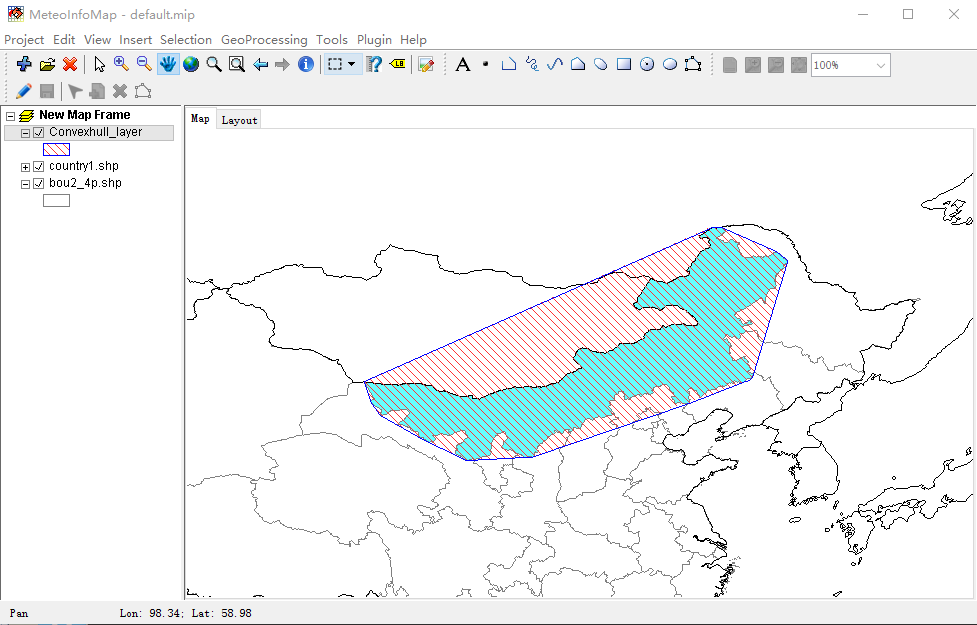 MeteoInfoMap - default.mip
Project Edit View Insert Selection GeoProcessing Tools Plugin Help
LB A 100%
New Map Frame
Convexhull_layer
country1.shp
bou2_4p.shp
Map Layout
Pan Lon: 98.34; Lat: 58.98